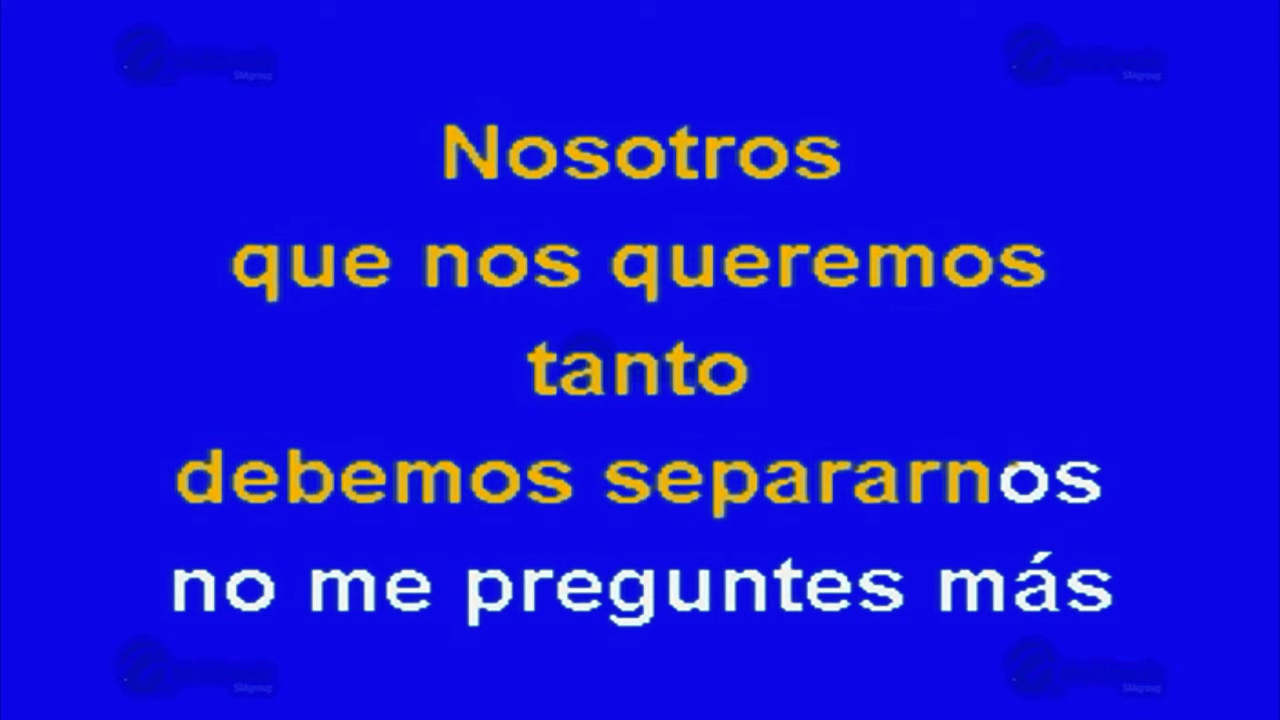 Nosotros
que nos queremos
tanto
debemos separarnos
no me preguntes más